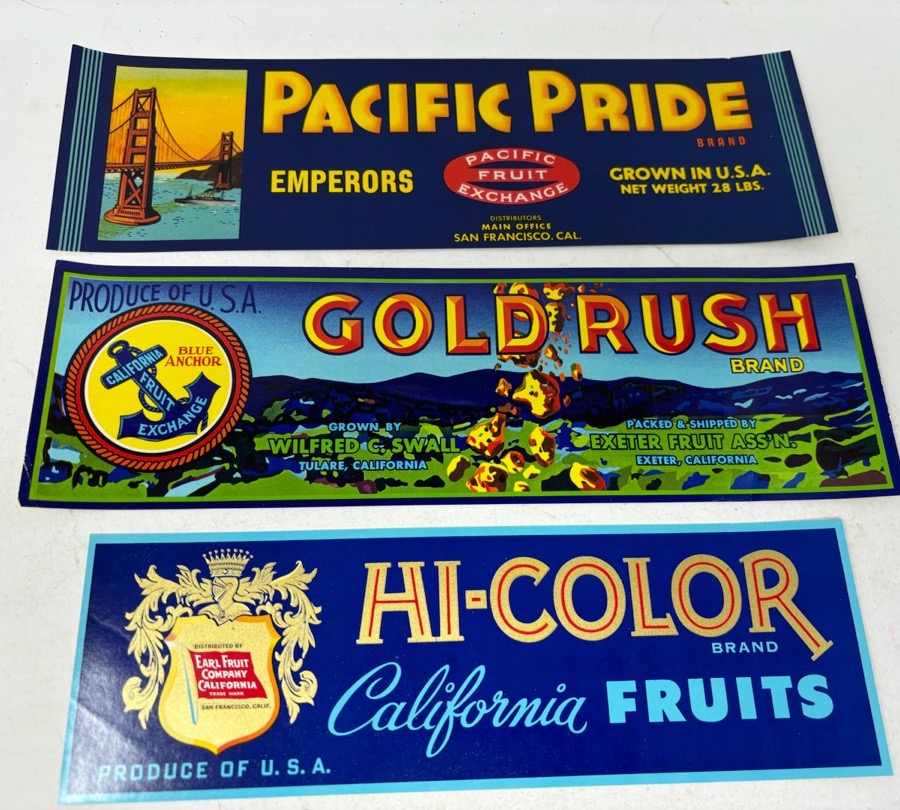 PACIFIC PRIDE
BRAND
EMPERORS
PACIFIC
FRUIT
EXCHANGE
GROWN IN U.S.A.
NET WEIGHT 28 LBS.
DISTRIBUTORS
MAIN OFFICE
SAN FRANCISCO, CAL.
PRODUCE OF U.S.A.
GOLD RUSH
BRAND
BLUE
ANCHOR
CALIFORNIA
FRUIT
EXCHANGE
GROWN BY
WILFRED C. SWALL
TULARE, CALIFORNIA
PACKED & SHIPPED BY
EXETER FRUIT ASS'N.
EXETER, CALIFORNIA
HI-COLOR
BRAND
DISTRIBUTED BY
EARL FRUIT
COMPANY
CALIFORNIA
TRADE MARK
SAN FRANCISCO, CALIF.
California FRUITS
PRODUCE OF U.S.A.